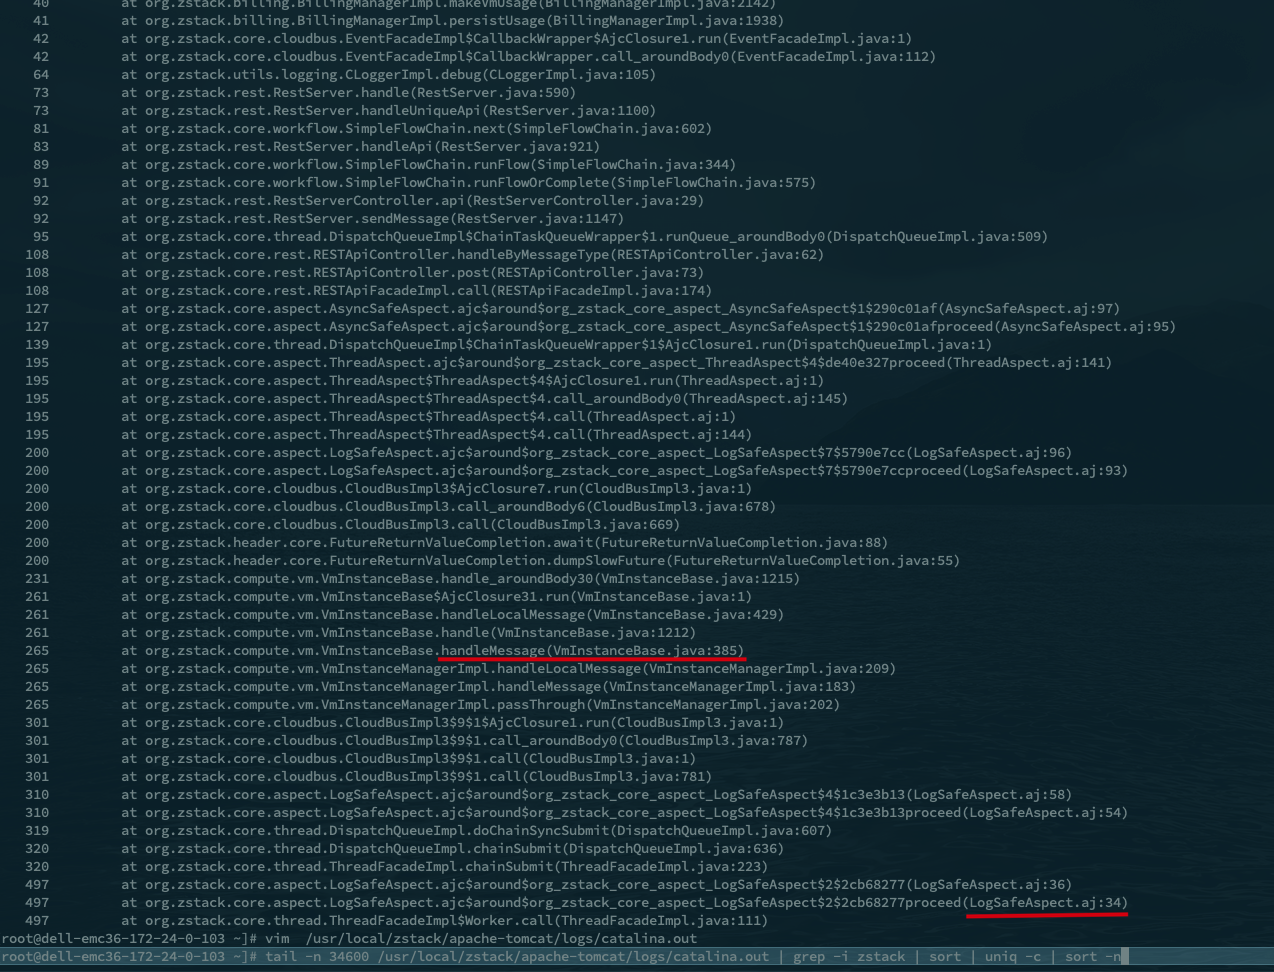 40 at org.zstack.billing.BillingManagerImpl.makeVmUsage(BillingManagerImpl.java:2142)
41 at org.zstack.billing.BillingManagerImpl.persistUsage(BillingManagerImpl.java:1938)
42 at org.zstack.core.cloudbus.EventFacadeImpl$CallbackWrapper$AjcClosure1.run(EventFacadeImpl.java:1)
42 at org.zstack.core.cloudbus.EventFacadeImpl$CallbackWrapper.call_aroundBody0(EventFacadeImpl.java:112)
64 at org.zstack.utils.logging.CLoggerImpl.debug(CLoggerImpl.java:105)
73 at org.zstack.rest.RestServer.handle(RestServer.java:590)
73 at org.zstack.rest.RestServer.handleUniqueApi(RestServer.java:1100)
81 at org.zstack.core.workflow.SimpleFlowChain.next(SimpleFlowChain.java:602)
83 at org.zstack.rest.RestServer.handleApi(RestServer.java:921)
89 at org.zstack.core.workflow.SimpleFlowChain.runFlow(SimpleFlowChain.java:344)
91 at org.zstack.core.workflow.SimpleFlowChain.runFlowOrComplete(SimpleFlowChain.java:575)
92 at org.zstack.rest.RestServerController.api(RestServerController.java:29)
92 at org.zstack.rest.RestServer.sendMessage(RestServer.java:1147)
95 at org.zstack.core.thread.DispatchQueueImpl$ChainTaskQueueWrapper$1.runQueue_aroundBody0(DispatchQueueImpl.java:509)
108 at org.zstack.core.rest.RESTApiController.handleByMessageType(RESTApiController.java:62)
108 at org.zstack.core.rest.RESTApiController.post(RESTApiController.java:73)
108 at org.zstack.core.rest.RESTApiFacadeImpl.call(RESTApiFacadeImpl.java:174)
127 at org.zstack.core.aspect.AsyncSafeAspect.ajc$around$org_zstack_core_aspect_AsyncSafeAspect$1$290c01af(AsyncSafeAspect.aj:97)
127 at org.zstack.core.aspect.AsyncSafeAspect.ajc$around$org_zstack_core_aspect_AsyncSafeAspect$1$290c01afproceed(AsyncSafeAspect.aj:95)
139 at org.zstack.core.thread.DispatchQueueImpl$ChainTaskQueueWrapper$1$AjcClosure1.run(DispatchQueueImpl.java:1)
195 at org.zstack.core.aspect.ThreadAspect.ajc$around$org_zstack_core_aspect_ThreadAspect$4$de40e327proceed(ThreadAspect.aj:141)
195 at org.zstack.core.aspect.ThreadAspect$ThreadAspect$4$AjcClosure1.run(ThreadAspect.aj:1)
195 at org.zstack.core.aspect.ThreadAspect$ThreadAspect$4.call_aroundBody0(ThreadAspect.aj:145)
195 at org.zstack.core.aspect.ThreadAspect$ThreadAspect$4.call(ThreadAspect.aj:1)
195 at org.zstack.core.aspect.ThreadAspect$ThreadAspect$4.call(ThreadAspect.aj:144)
200 at org.zstack.core.aspect.LogSafeAspect.ajc$around$org_zstack_core_aspect_LogSafeAspect$7$5790e7cc(LogSafeAspect.aj:96)
200 at org.zstack.core.aspect.LogSafeAspect.ajc$around$org_zstack_core_aspect_LogSafeAspect$7$5790e7ccproceed(LogSafeAspect.aj:93)
200 at org.zstack.core.cloudbus.CloudBusImpl3$AjcClosure7.run(CloudBusImpl3.java:1)
200 at org.zstack.core.cloudbus.CloudBusImpl3.call_aroundBody6(CloudBusImpl3.java:678)
200 at org.zstack.core.cloudbus.CloudBusImpl3.call(CloudBusImpl3.java:669)
200 at org.zstack.header.core.FutureReturnValueCompletion.await(FutureReturnValueCompletion.java:88)
200 at org.zstack.header.core.FutureReturnValueCompletion.dumpSlowFuture(FutureReturnValueCompletion.java:55)
231 at org.zstack.compute.vm.VmInstanceBase.handle_aroundBody30(VmInstanceBase.java:1215)
261 at org.zstack.compute.vm.VmInstanceBase$AjcClosure31.run(VmInstanceBase.java:1)
261 at org.zstack.compute.vm.VmInstanceBase.handleLocalMessage(VmInstanceBase.java:429)
261 at org.zstack.compute.vm.VmInstanceBase.handle(VmInstanceBase.java:1212)
265 at org.zstack.compute.vm.VmInstanceBase.handleMessage(VmInstanceBase.java:385)
265 at org.zstack.compute.vm.VmInstanceManagerImpl.handleLocalMessage(VmInstanceManagerImpl.java:209)
265 at org.zstack.compute.vm.VmInstanceManagerImpl.handleMessage(VmInstanceManagerImpl.java:183)
265 at org.zstack.compute.vm.VmInstanceManagerImpl.passThrough(VmInstanceManagerImpl.java:202)
301 at org.zstack.core.cloudbus.CloudBusImpl3$9$1$AjcClosure1.run(CloudBusImpl3.java:1)
301 at org.zstack.core.cloudbus.CloudBusImpl3$9$1.call_aroundBody0(CloudBusImpl3.java:787)
301 at org.zstack.core.cloudbus.CloudBusImpl3$9$1.call(CloudBusImpl3.java:1)
301 at org.zstack.core.cloudbus.CloudBusImpl3$9$1.call(CloudBusImpl3.java:781)
310 at org.zstack.core.aspect.LogSafeAspect.ajc$around$org_zstack_core_aspect_LogSafeAspect$4$1c3e3b13(LogSafeAspect.aj:58)
310 at org.zstack.core.aspect.LogSafeAspect.ajc$around$org_zstack_core_aspect_LogSafeAspect$4$1c3e3b13proceed(LogSafeAspect.aj:54)
319 at org.zstack.core.thread.DispatchQueueImpl.doChainSyncSubmit(DispatchQueueImpl.java:607)
320 at org.zstack.core.thread.DispatchQueueImpl.chainSubmit(DispatchQueueImpl.java:636)
320 at org.zstack.core.thread.ThreadFacadeImpl.chainSubmit(ThreadFacadeImpl.java:223)
497 at org.zstack.core.aspect.LogSafeAspect.ajc$around$org_zstack_core_aspect_LogSafeAspect$2$2cb68277(LogSafeAspect.aj:36)
497 at org.zstack.core.aspect.LogSafeAspect.ajc$around$org_zstack_core_aspect_LogSafeAspect$2$2cb68277proceed(LogSafeAspect.aj:34)
497 at org.zstack.core.thread.ThreadFacadeImpl$Worker.call(ThreadFacadeImpl.java:111)
root@dell-emc36-172-24-0-103 ~]# vim /usr/local/zstack/apache-tomcat/logs/catalina.out
root@dell-emc36-172-24-0-103 ~]# tail -n 34600 /usr/local/zstack/apache-tomcat/logs/catalina.out | grep -i zstack | sort | uniq -c | sort -n